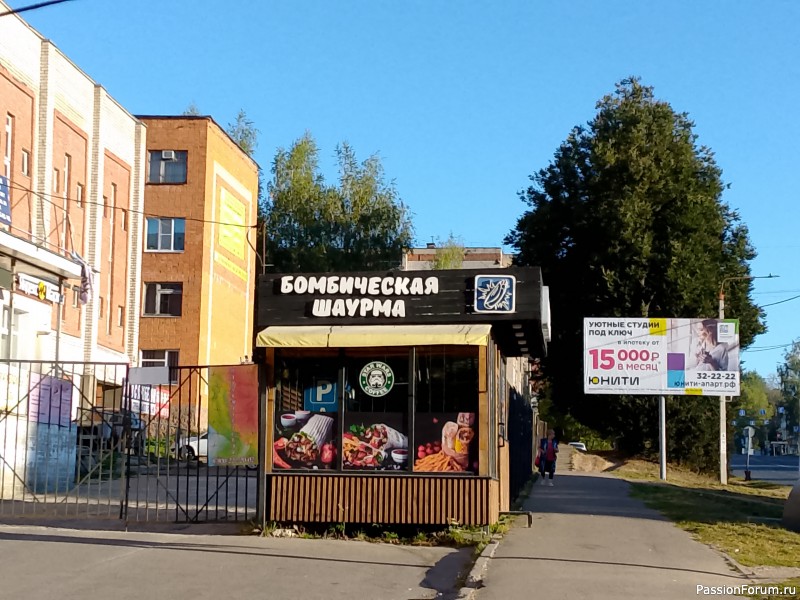 БОМБИЧЕСКАЯ
ШАУРМА
P
УЮТНЫЕ СТУДИИ
ПОД КЛЮЧ
в ипотеку от
15 000₽
в месяц
ЮНИТИ
32-22-22
юнити-апарт.рф
PassionForum.ru